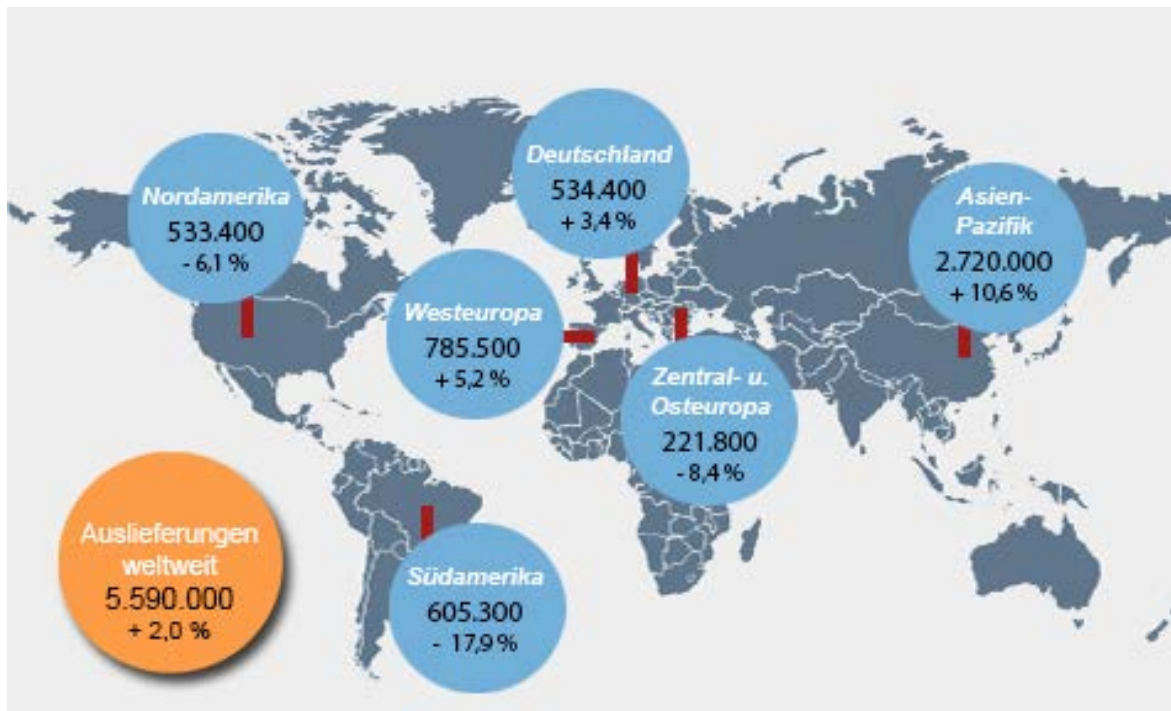 Deutschland
534.400
+ 3,4 %
Nordamerika
533.400
- 6,1 %
Asien-
Pazifik
2.720.000
+ 10,6 %
Westeuropa
785.500
+ 5,2 %
Zentral- u.
Osteuropa
221.800
- 8,4 %
Auslieferungen
weltweit
5.590.000
+ 2,0 %
Südamerika
605.300
- 17,9 %